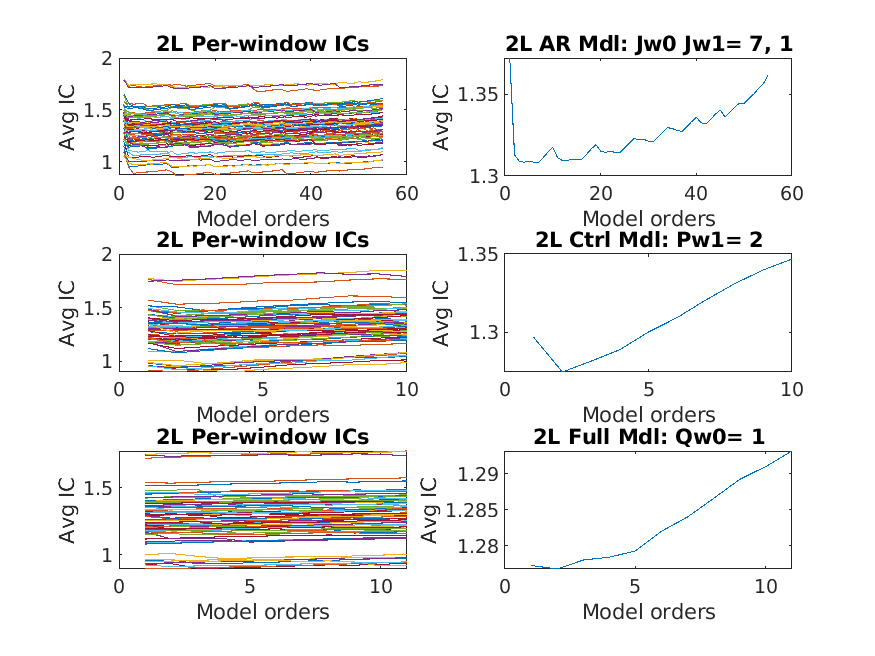 2L Per-window ICs
2L AR Mdl: Jw0 Jw1= 7, 1
Avg IC
2
1.5
1
0 20 40 60
Model orders
Avg IC
1.35
1.3
0 20 40 60
Model orders
2L Per-window ICs
2L Ctrl Mdl: Pw1= 2
Avg IC
2
1.5
1
0 5 10
Model orders
Avg IC
1.35
1.3
0 5 10
Model orders
2L Per-window ICs
2L Full Mdl: Qw0= 1
Avg IC
1.5
1
0 5 10
Model orders
Avg IC
1.29
1.285
1.28
0 5 10
Model orders